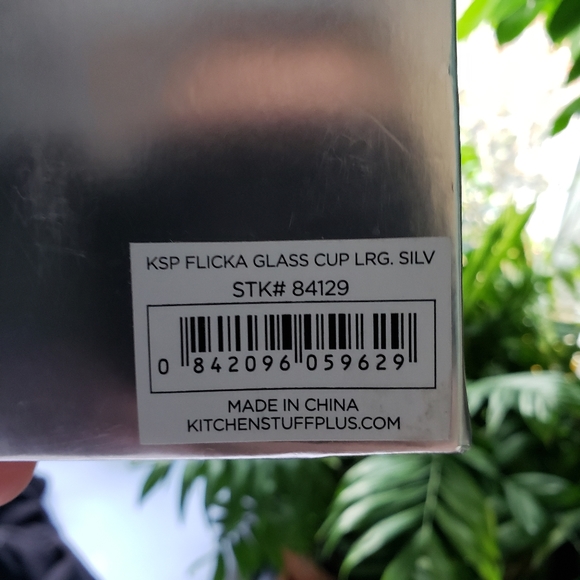 KSP FLICKA GLASS CUP LRG. SILV
STK# 84129
0 842096 059629
MADE IN CHINA
KITCHENSTUFFPLUS.COM